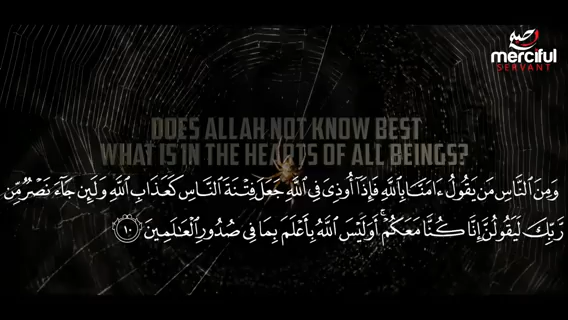 merciful
SERVANT
DOES ALLAH NOT KNOW BEST
WHAT IS IN THE HEARTS OF ALL BEINGS?
وَمِنَ النَّاسِ مَن يَقُولُ ءَامَنَّا بِاللَّهِ فَإِذَآ أُوذِىَ فِى اللَّهِ جَعَلَ فِتْنَةَ النَّاسِ كَعَذَابِ اللَّهِ وَلَئِن جَآءَ نَصْرٌ مِّن
رَّبِّكَ لَيَقُولُنَّ إِنَّا كُنَّا مَعَكُمْ ۚ أَوَلَيْسَ اللَّهُ بِأَعْلَمَ بِمَا فِى صُدُورِ الْعَـٰلَمِينَ ١٠